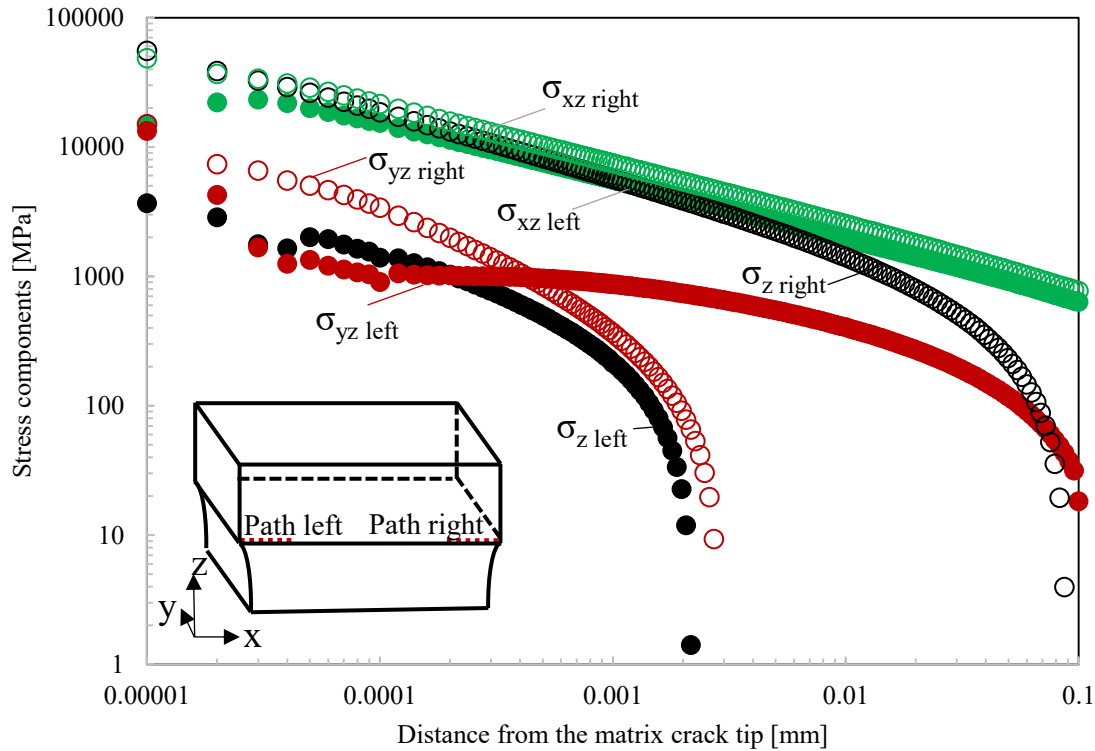 100000
10000
1000
100
10
1
Stress components [MPa]
σxz right
σyz right
σxz left
σz right
σyz left
σz left
Path left
Path right
z
y
x
0.00001
0.0001
0.001
0.01
0.1
Distance from the matrix crack tip [mm]